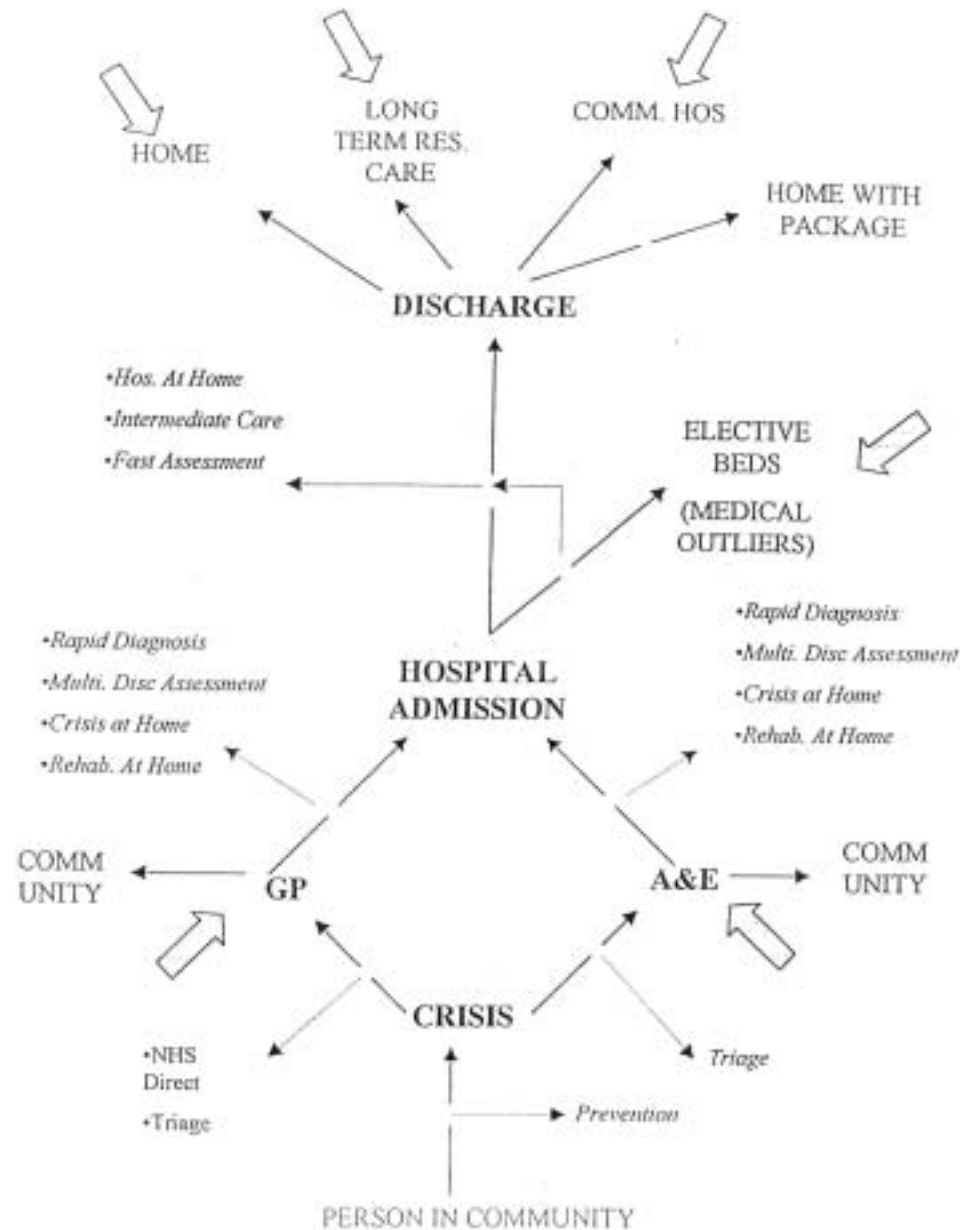 HOME
LONG
TERM RES.
CARE
COMM. HOS
HOME WITH
PACKAGE
DISCHARGE
•Hos. At Home
•Intermediate Care
•Fast Assessment
ELECTIVE
BEDS
(MEDICAL
OUTLIERS)
•Rapid Diagnosis
•Multi. Disc Assessment
•Crisis at Home
•Rehab. At Home
HOSPITAL
ADMISSION
•Rapid Diagnosis
•Multi. Disc Assessment
•Crisis at Home
•Rehab. At Home
COMM
UNITY
GP
A&E
COMM
UNITY
CRISIS
•NHS
Direct
•Triage
Triage
Prevention
PERSON IN COMMUNITY